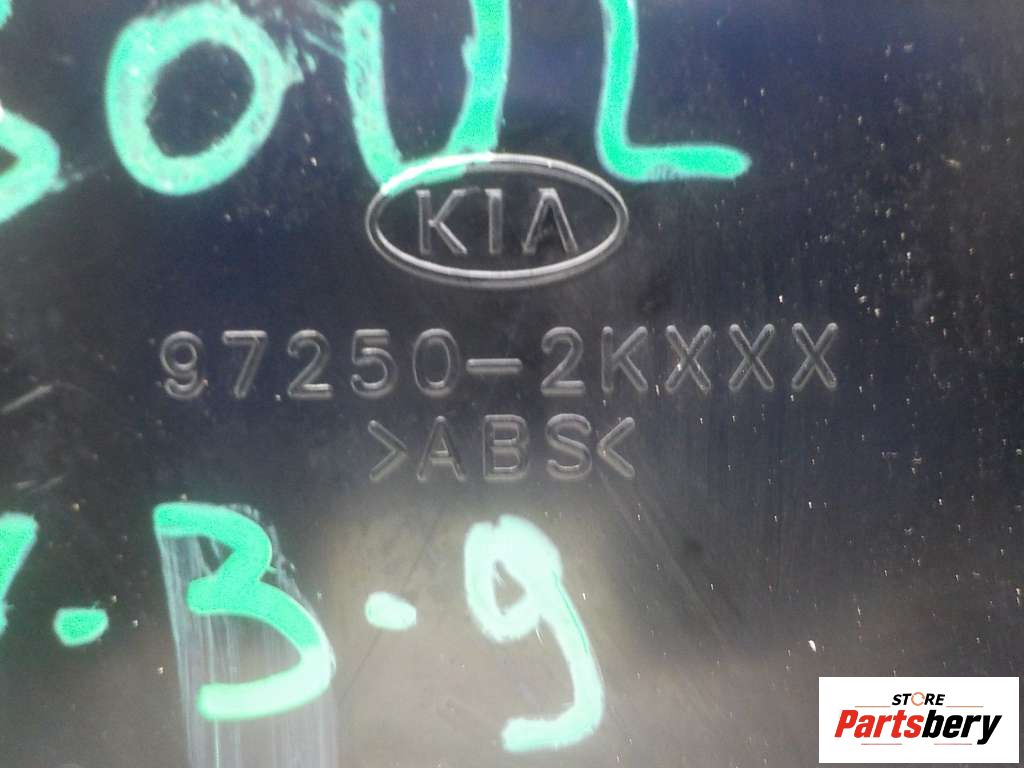 SOUL
KIA
97250-2KXXX
>ABS<
.3.9
STORE
Partsbery